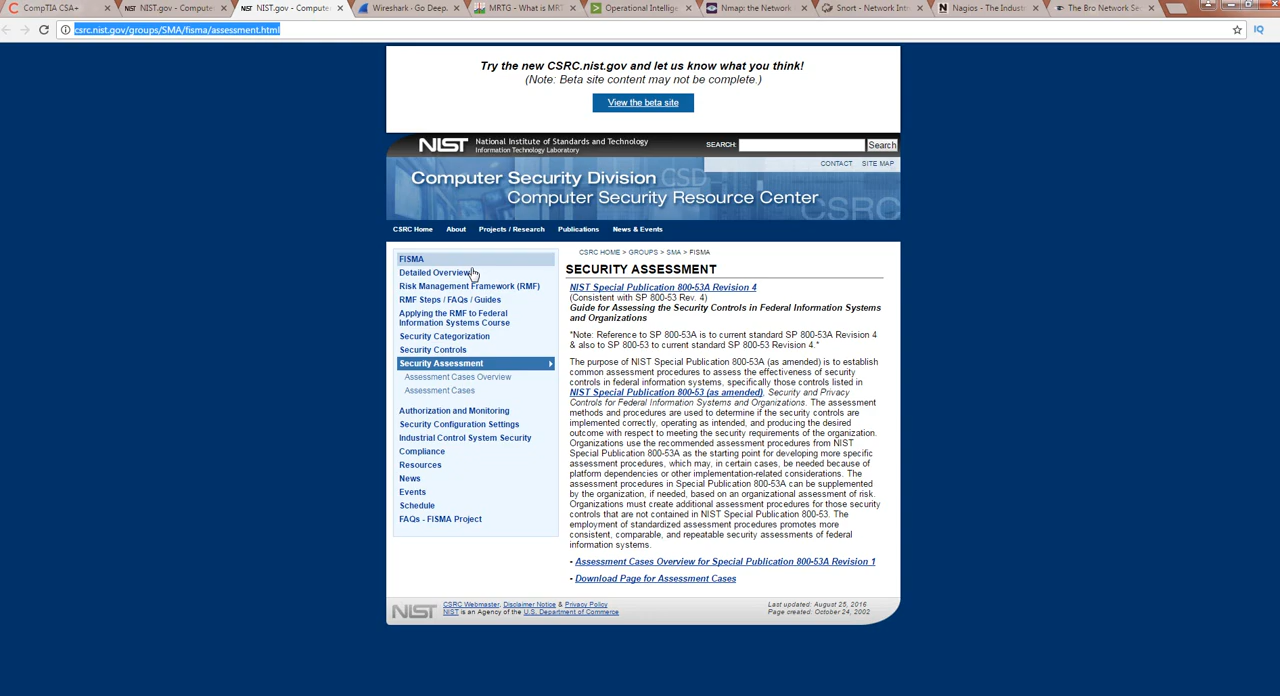 CompTIA CSA+
NIST.gov - Compute
NIST.gov - Compute
Wireshark · Go Deep.
MRTG - What is MRT
Operational Intellige
Nmap: the Network
Snort - Network Intr
Nagios - The Indust
The Bro Network Se
csrc.nist.gov/groups/SMA/fisma/assessment.html
IQ
Try the new CSRC.nist.gov and let us know what you think!
(Note: Beta site content may not be complete.)
View the beta site
NIST
National Institute of Standards and Technology
Information Technology Laboratory
SEARCH:
Search
CONTACT SITE MAP
Computer Security Division
CSD
Computer Security Resource Center
CSRC
CSRC Home About Projects / Research Publications News & Events
FISMA
Detailed Overview
Risk Management Framework (RMF)
RMF Steps / FAQs / Guides
Applying the RMF to Federal
Information Systems Course
Security Categorization
Security Controls
Security Assessment
Assessment Cases Overview
Assessment Cases
Authorization and Monitoring
Security Configuration Settings
Industrial Control System Security
Compliance
Resources
News
Events
Schedule
FAQs - FISMA Project
CSRC HOME > GROUPS > SMA > FISMA
SECURITY ASSESSMENT
NIST Special Publication 800-53A Revision 4
(Consistent with SP 800-53 Rev. 4)
Guide for Assessing the Security Controls in Federal Information Systems
and Organizations
*Note: Reference to SP 800-53A is to current standard SP 800-53A Revision 4
& also to SP 800-53 to current standard SP 800-53 Revision 4.*
The purpose of NIST Special Publication 800-53A (as amended) is to establish
common assessment procedures to assess the effectiveness of security
controls in federal information systems, specifically those controls listed in
NIST Special Publication 800-53 (as amended), Security and Privacy
Controls for Federal Information Systems and Organizations. The assessment
methods and procedures are used to determine if the security controls are
implemented correctly, operating as intended, and producing the desired
outcome with respect to meeting the security requirements of the organization.
Organizations use the recommended assessment procedures from NIST
Special Publication 800-53A as the starting point for developing more specific
assessment procedures, which may, in certain cases, be needed because of
platform dependencies or other implementation-related considerations. The
assessment procedures in Special Publication 800-53A can be supplemented
by the organization, if needed, based on an organizational assessment of risk.
Organizations must create additional assessment procedures for those security
controls that are not contained in NIST Special Publication 800-53. The
employment of standardized assessment procedures promotes more
consistent, comparable, and repeatable security assessments of federal
information systems.
- Assessment Cases Overview for Special Publication 800-53A Revision 1
- Download Page for Assessment Cases
NIST
CSRC Webmaster, Disclaimer Notice & Privacy Policy
NIST is an Agency of the U.S. Department of Commerce
Last updated: August 25, 2016
Page created: October 24, 2002